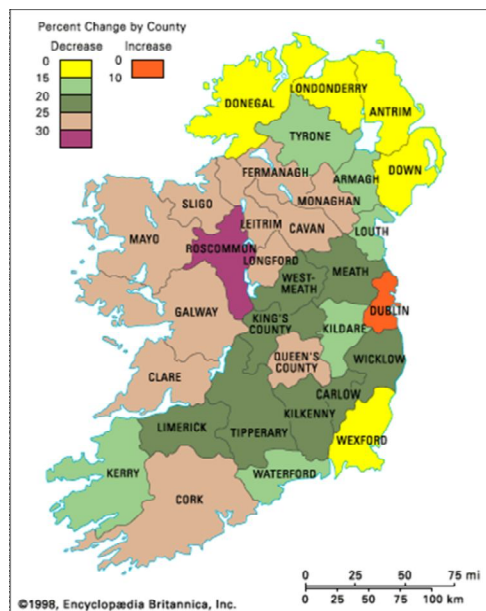 Percent Change by County
Decrease Increase
0 0
15 10
20
25
30
DONEGAL
LONDONDERRY
ANTRIM
TYRONE
DOWN
FERMANAGH
ARMAGH
MONAGHAN
SLIGO
LEITRIM
CAVAN
LOUTH
MAYO
ROSCOMMON
LONGFORD
MEATH
WEST-
MEATH
GALWAY
DUBLIN
KING'S
COUNTY
KILDARE
QUEEN'S
COUNTY
WICKLOW
CLARE
CARLOW
LIMERICK
TIPPERARY
KILKENNY
WEXFORD
KERRY
WATERFORD
CORK
0 25 50 75 mi
0 25 50 75 100 km
©1998, Encyclopædia Britannica, Inc.